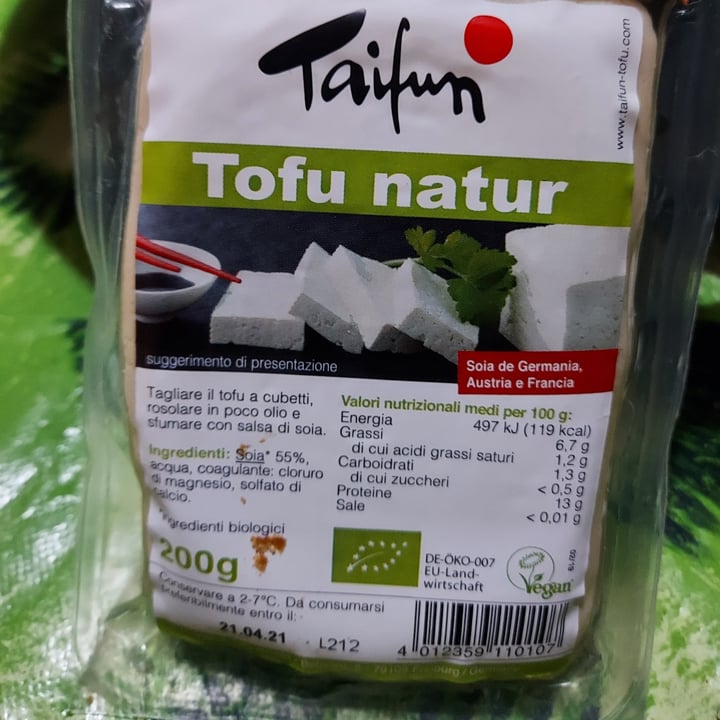 Taifun
www.taifun-tofu.com
Tofu natur
suggerimento di presentazione
Soia de Germania,
Austria e Francia
Tagliare il tofu a cubetti,
rosolare in poco olio e
sfumare con salsa di soia.
Ingredienti: Soia* 55%,
acqua, coagulante: cloruro
di magnesio, solfato di
calcio.
*Ingredienti biologici
200g
Valori nutrizionali medi per 100 g:
Energia 497 kJ (119 kcal)
Grassi 6,7 g
di cui acidi grassi saturi 1,2 g
Carboidrati 1,3 g
di cui zuccheri < 0,5 g
Proteine 13 g
Sale < 0,01 g
DE-ÖKO-007
EU-Land-
wirtschaft
Vegan
Conservare a 2-7°C. Da consumarsi
preferibilmente entro il:
21.04.21 - L212
4 012359 110107